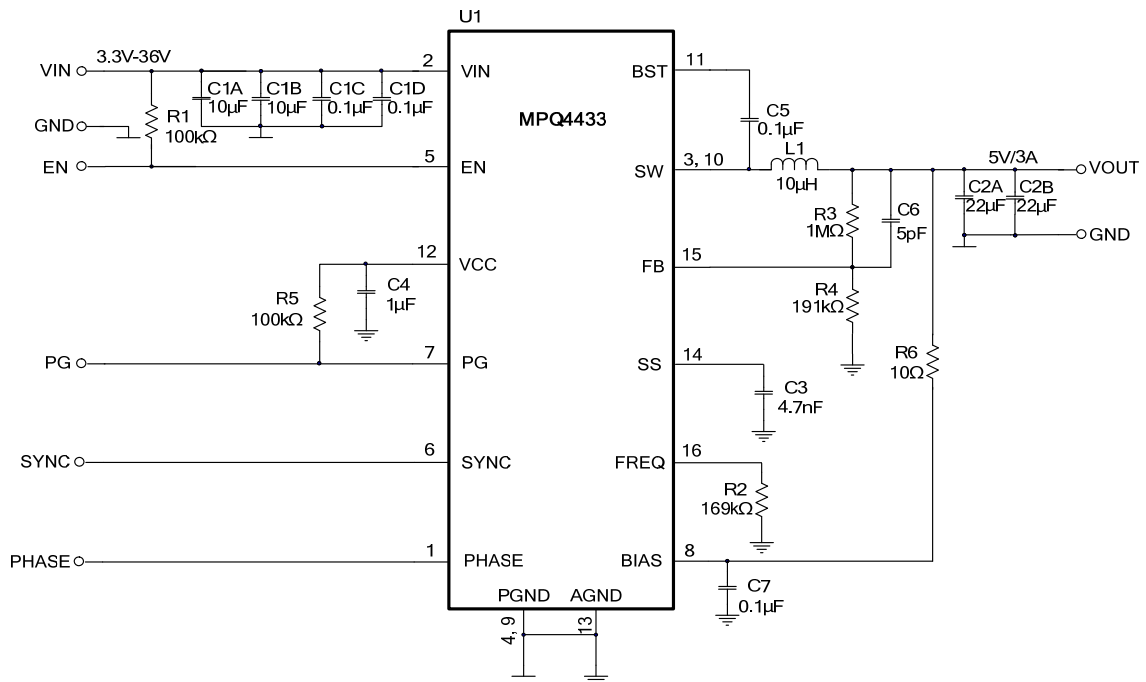 U1
3.3V-36V
VIN
2
VIN
C1A
10μF
C1B
10μF
C1C
0.1μF
C1D
0.1μF
R1
100kΩ
GND
EN
5
EN
MPQ4433
BST
11
C5
0.1μF
L1
10μH
SW
3, 10
5V/3A
VOUT
C2A
22μF
C2B
22μF
GND
R3
1MΩ
C6
5pF
12
VCC
FB
15
R4
191kΩ
C4
1μF
R5
100kΩ
PG
7
PG
SS
14
C3
4.7nF
R6
10Ω
SYNC
6
SYNC
FREQ
16
R2
169kΩ
PHASE
1
PHASE
BIAS
8
C7
0.1μF
PGND
AGND
4, 9
13